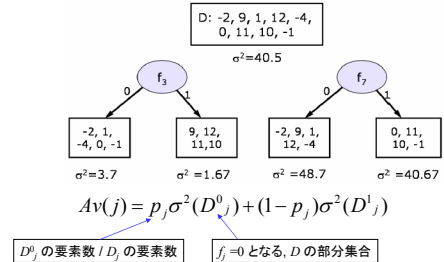 D: -2, 9, 1, 12, -4,
0, 11, 10, -1
σ²=40.5
f₃
f₇
0
1
0
1
-2, 1,
-4, 0, -1
9, 12,
11,10
-2, 9, 1,
12, -4
0, 11,
10, -1
σ²=3.7
σ²=1.67
σ²=48.7
σ²=40.67
Av(j) = p_jσ²(D⁰_j)+(1-p_j)σ²(D¹_j)
D⁰_j の要素数 / D_j の要素数
f_j =0 となる, D の部分集合